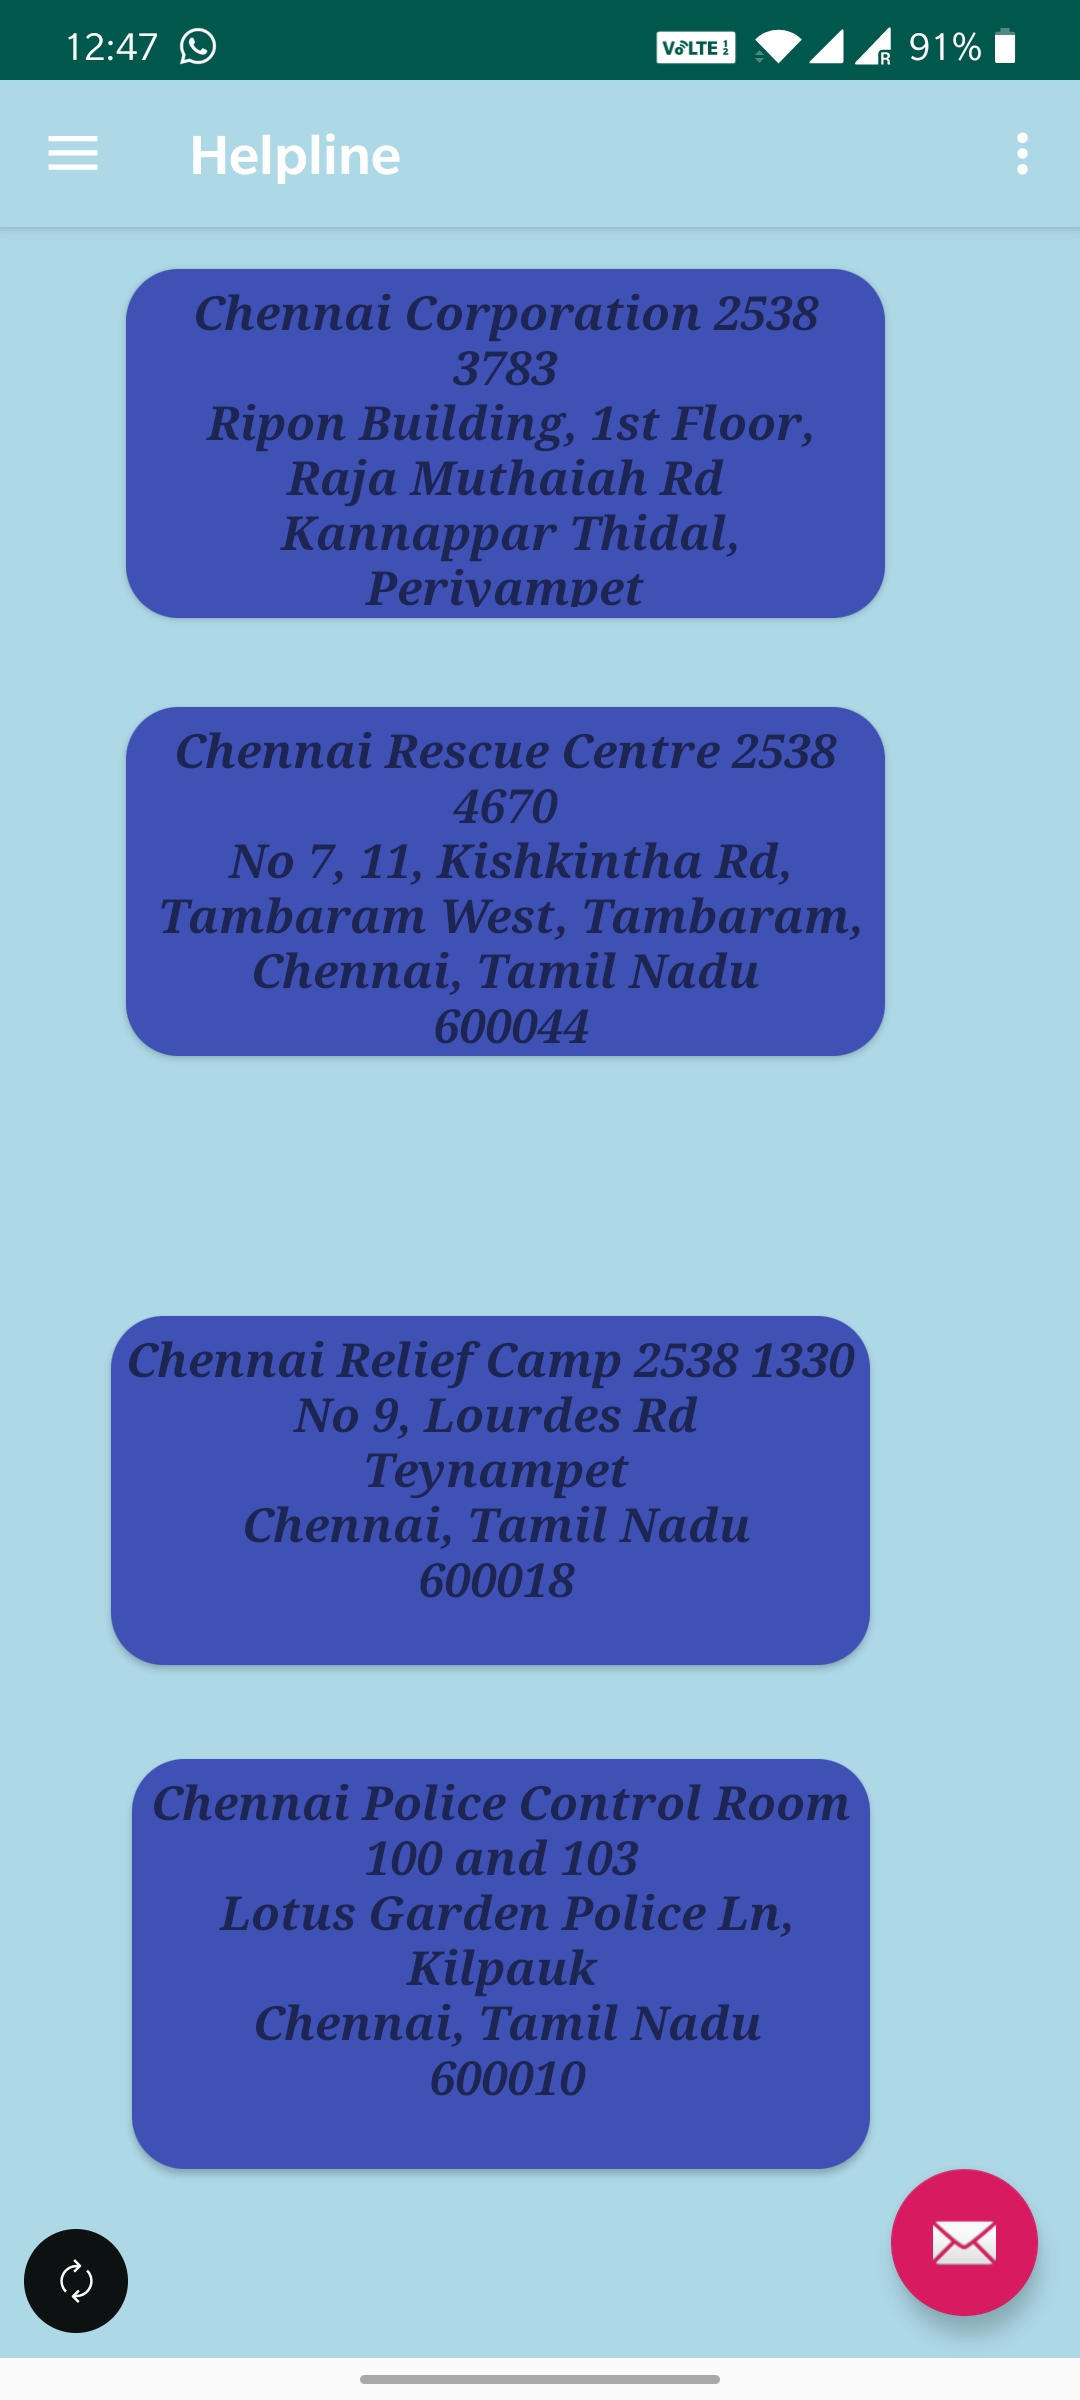 12:47
VoLTE 1 2
R
91%
Helpline
Chennai Corporation 2538
3783
Ripon Building, 1st Floor,
Raja Muthaiah Rd
Kannappar Thidal,
Periyampet
Chennai Rescue Centre 2538
4670
No 7, 11, Kishkintha Rd,
Tambaram West, Tambaram,
Chennai, Tamil Nadu
600044
Chennai Relief Camp 2538 1330
No 9, Lourdes Rd
Teynampet
Chennai, Tamil Nadu
600018
Chennai Police Control Room
100 and 103
Lotus Garden Police Ln,
Kilpauk
Chennai, Tamil Nadu
600010